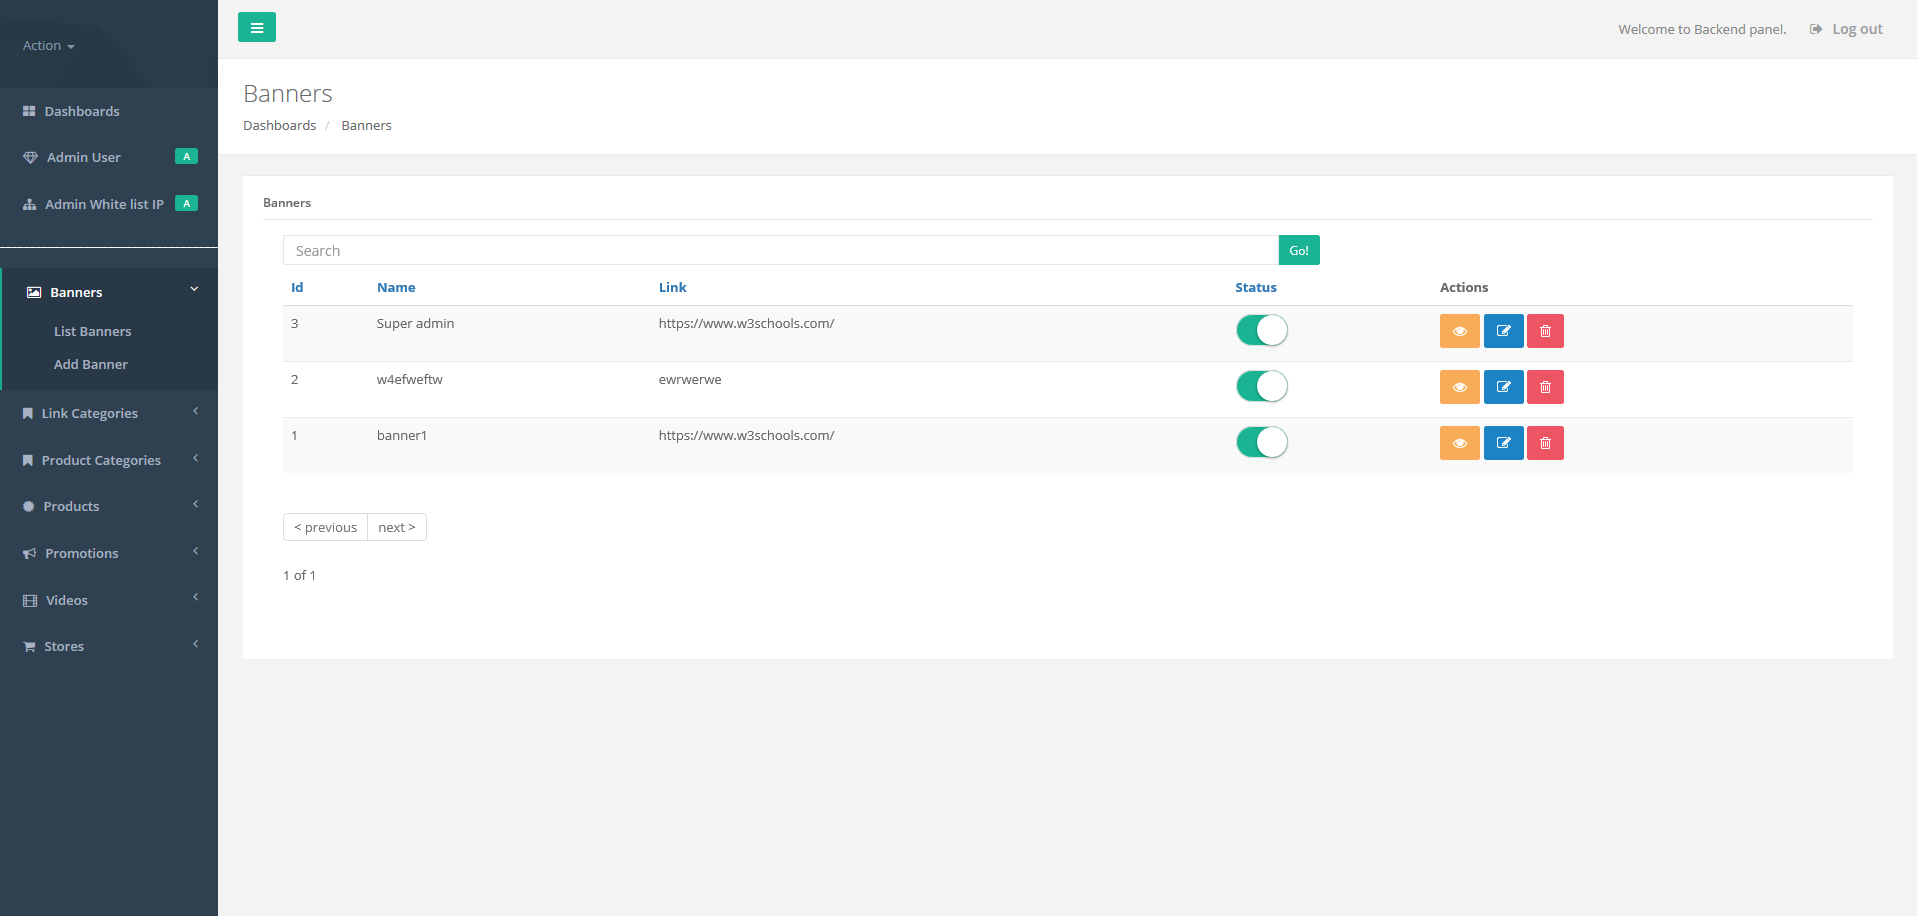 Action
Dashboards
Admin User A
Admin White list IP A
Banners
List Banners
Add Banner
Link Categories
Product Categories
Products
Promotions
Videos
Stores
Welcome to Backend panel. Log out
Banners
Dashboards / Banners
Banners
Search Go!
Id Name Link Status Actions
3 Super admin https://www.w3schools.com/
2 w4efweftw ewrwerwe
1 banner1 https://www.w3schools.com/
< previous next >
1 of 1